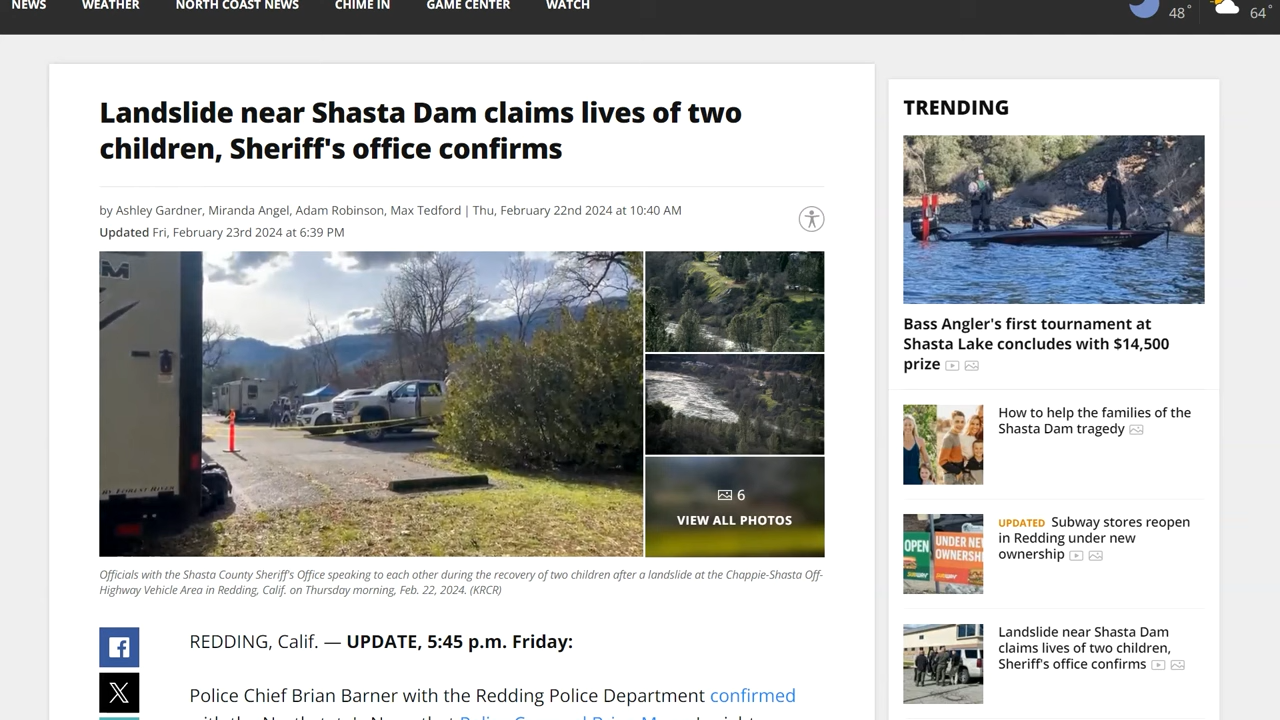 NEWS WEATHER NORTH COAST NEWS CHIME IN GAME CENTER WATCH
48° 64°
Landslide near Shasta Dam claims lives of two
children, Sheriff's office confirms
by Ashley Gardner, Miranda Angel, Adam Robinson, Max Tedford | Thu, February 22nd 2024 at 10:40 AM
Updated Fri, February 23rd 2024 at 6:39 PM
M
BY FOREST RIVER
6
VIEW ALL PHOTOS
Officials with the Shasta County Sheriff's Office speaking to each other during the recovery of two children after a landslide at the Chappie-Shasta Off-
Highway Vehicle Area in Redding, Calif. on Thursday morning, Feb. 22, 2024. (KRCR)
REDDING, Calif. — UPDATE, 5:45 p.m. Friday:
Police Chief Brian Barner with the Redding Police Department confirmed
TRENDING
Bass Angler's first tournament at
Shasta Lake concludes with $14,500
prize
How to help the families of the
Shasta Dam tragedy
OPEN
UNDER NEW
OWNERSH
UPDATED Subway stores reopen
in Redding under new
ownership
Landslide near Shasta Dam
claims lives of two children,
Sheriff's office confirms